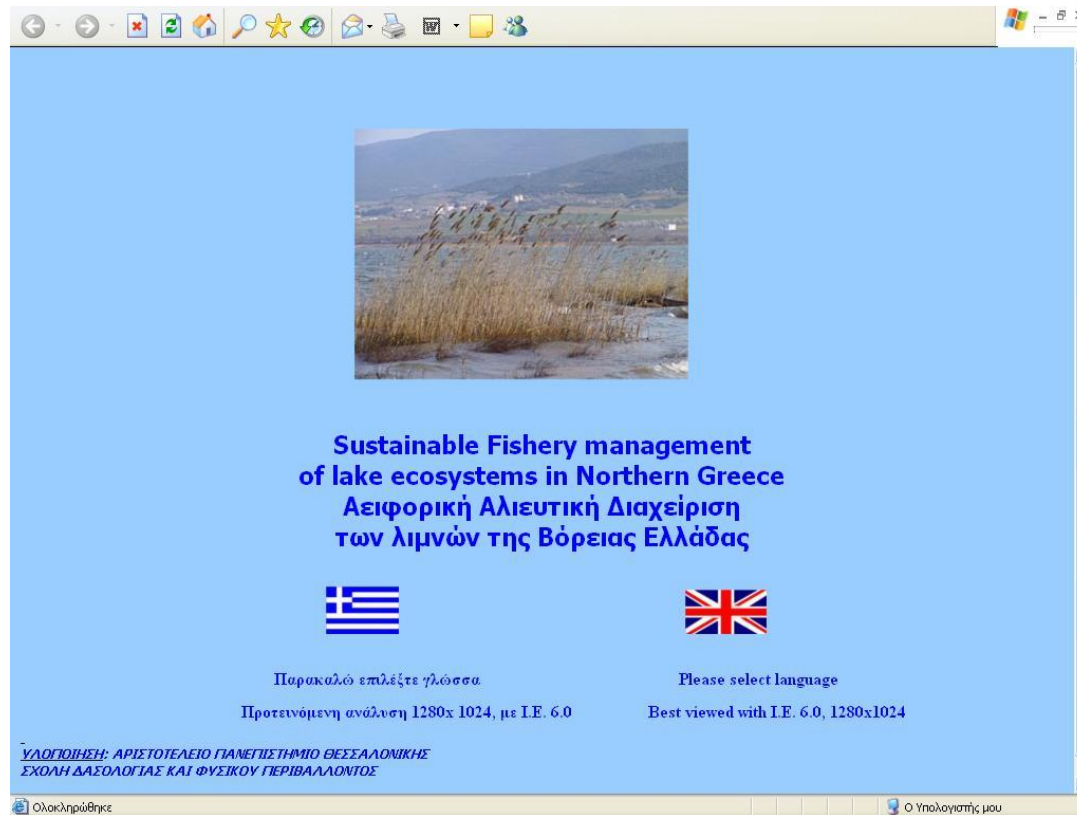 Sustainable Fishery management
of lake ecosystems in Northern Greece
Αειφορική Αλιευτική Διαχείριση
των λιμνών της Βόρειας Ελλάδας
Παρακαλώ επιλέξτε γλώσσα
Please select language
Προτεινόμενη ανάλυση 1280x 1024, με I.E. 6.0
Best viewed with I.E. 6.0, 1280x1024
ΥΛΟΠΟΙΗΣΗ: ΑΡΙΣΤΟΤΕΛΕΙΟ ΠΑΝΕΠΙΣΤΗΜΙΟ ΘΕΣΣΑΛΟΝΙΚΗΣ
ΣΧΟΛΗ ΔΑΣΟΛΟΓΙΑΣ ΚΑΙ ΦΥΣΙΚΟΥ ΠΕΡΙΒΑΛΛΟΝΤΟΣ
Ολοκληρώθηκε
Ο Υπολογιστής μου